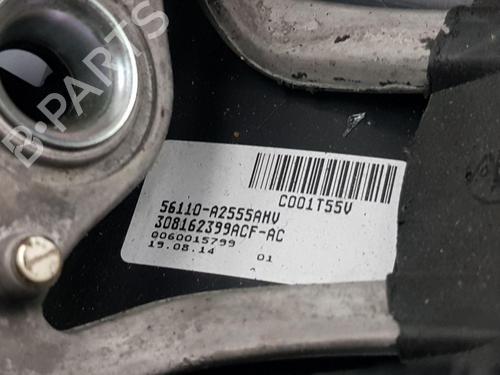 B-PARTS
C001T55V
56110-A2555AHV
308162399ACF-AC
0060015799
19.08.14 01